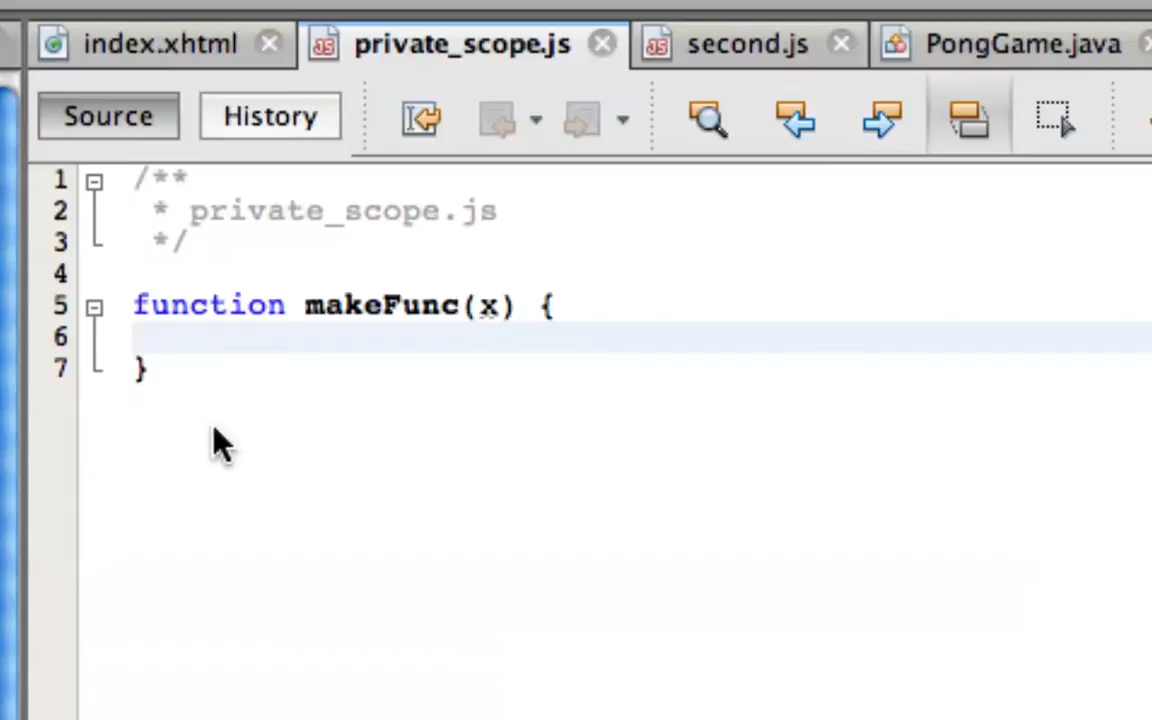 index.xhtml private_scope.js second.js PongGame.java
Source History
1 /**
2 * private_scope.js
3 */
4
5 function makeFunc(x) {
6
7 }